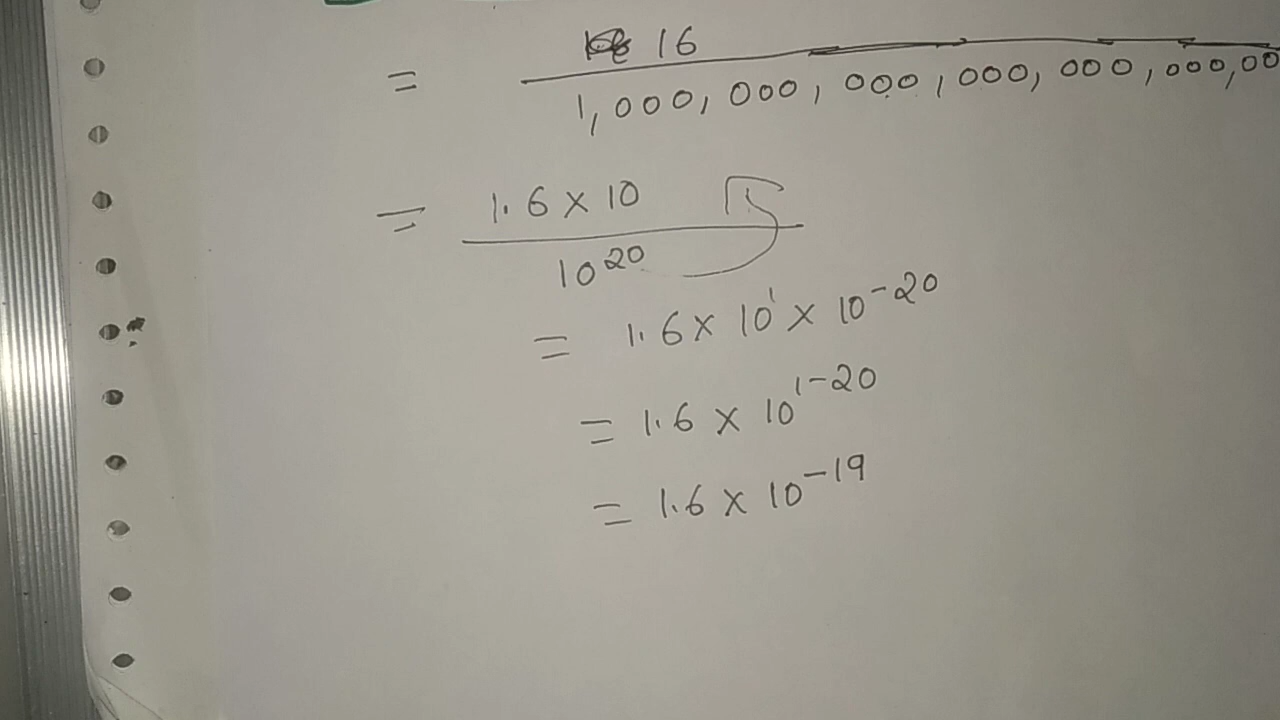 = 16
1,000,000,000,000,000,000,00
= 1.6 × 10
10²⁰
= 1.6 × 10¹ × 10⁻²⁰
= 1.6 × 10¹⁻²⁰
= 1.6 × 10⁻¹⁹